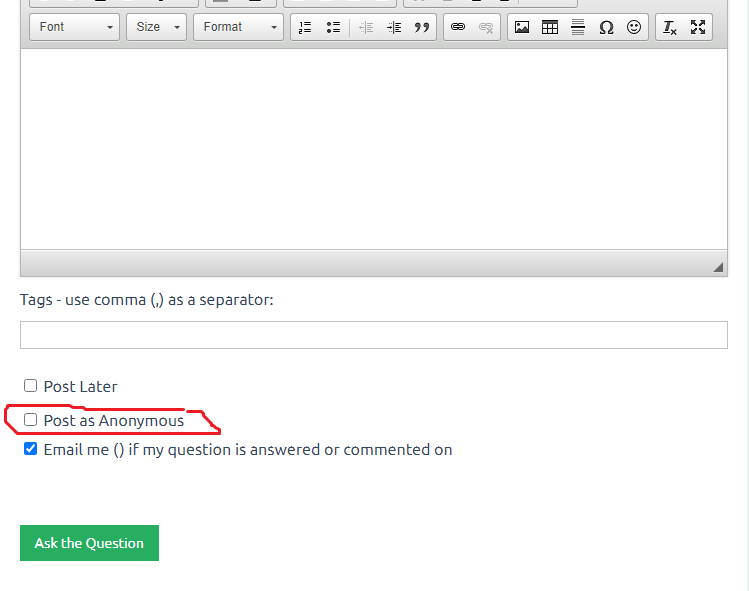 Font Size Format
Tags - use comma (,) as a separator:
Post Later
Post as Anonymous
Email me () if my question is answered or commented on
Ask the Question